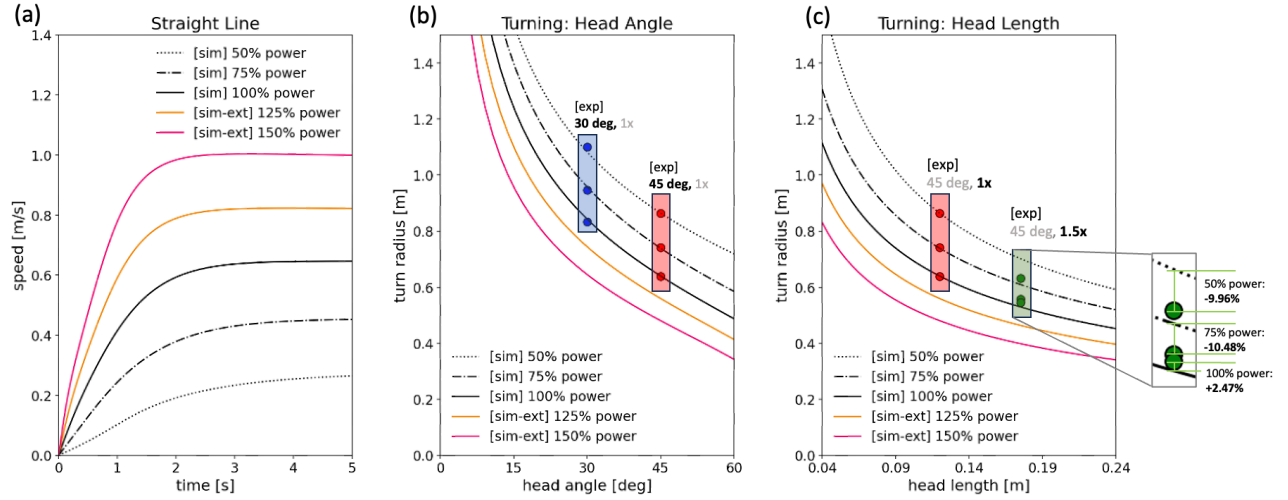 (a)
Straight Line
1.4
1.2
1.0
0.8
0.6
0.4
0.2
0.0
speed [m/s]
[sim] 50% power
[sim] 75% power
[sim] 100% power
[sim-ext] 125% power
[sim-ext] 150% power
0 1 2 3 4 5
time [s]
(b)
Turning: Head Angle
1.4
1.2
1.0
0.8
0.6
0.4
0.2
0.0
turn radius [m]
[exp]
30 deg, 1x
[exp]
45 deg, 1x
[sim] 50% power
[sim] 75% power
[sim] 100% power
[sim-ext] 125% power
[sim-ext] 150% power
0 15 30 45 60
head angle [deg]
(c)
Turning: Head Length
1.4
1.2
1.0
0.8
0.6
0.4
0.2
0.0
turn radius [m]
[exp]
45 deg, 1x
[exp]
45 deg, 1.5x
[sim] 50% power
[sim] 75% power
[sim] 100% power
[sim-ext] 125% power
[sim-ext] 150% power
0.04 0.09 0.14 0.19 0.24
head length [m]
50% power:
-9.96%
75% power:
-10.48%
100% power:
+2.47%